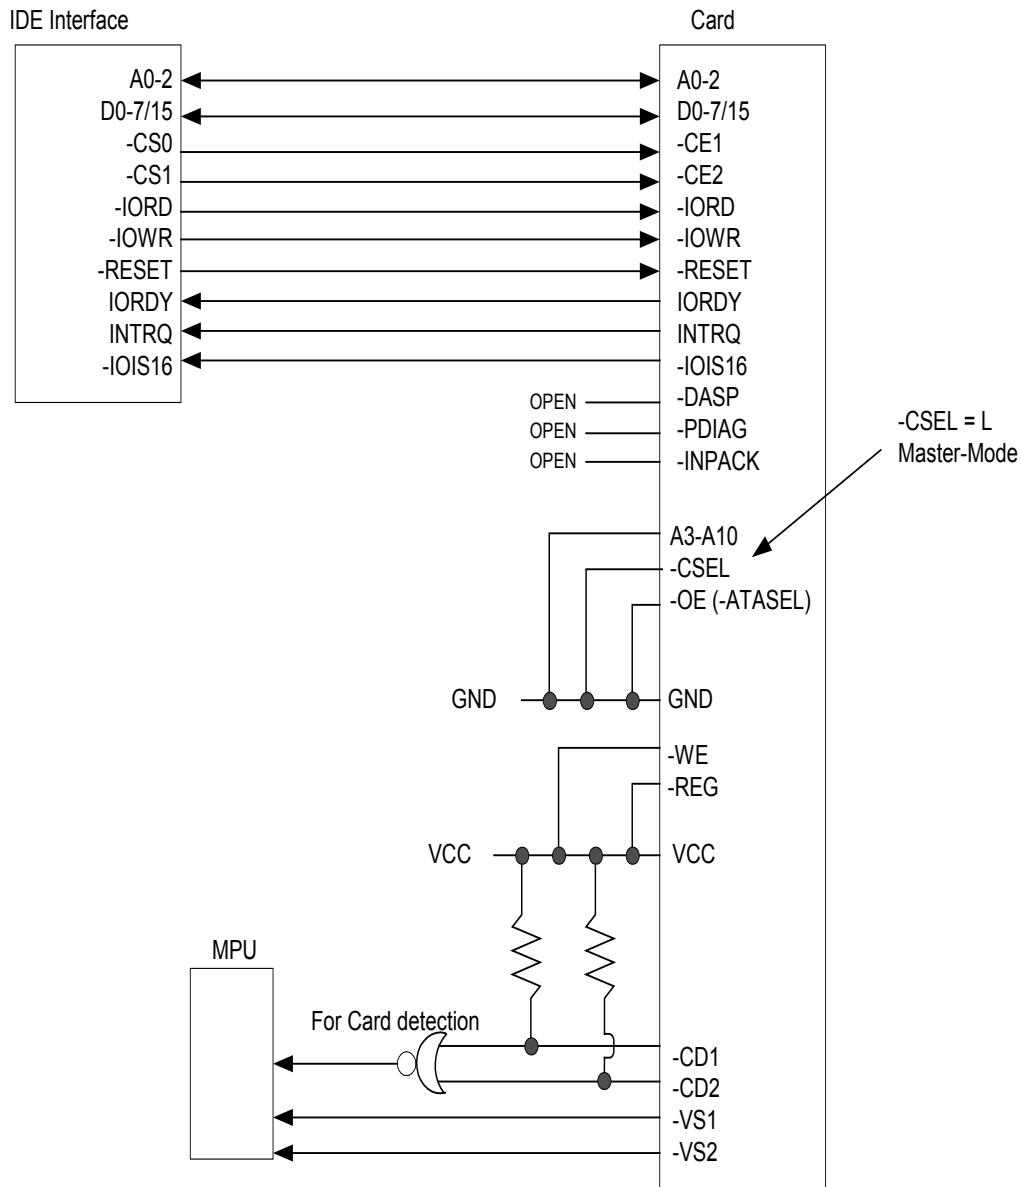 IDE Interface
Card
A0-2
A0-2
D0-7/15
D0-7/15
-CS0
-CE1
-CS1
-CE2
-IORD
-IORD
-IOWR
-IOWR
-RESET
-RESET
IORDY
IORDY
INTRQ
INTRQ
-IOIS16
-IOIS16
OPEN
-DASP
OPEN
-PDIAG
OPEN
-INPACK
-CSEL = L
Master-Mode
A3-A10
-CSEL
-OE (-ATASEL)
GND
GND
-WE
-REG
VCC
VCC
MPU
For Card detection
-CD1
-CD2
-VS1
-VS2